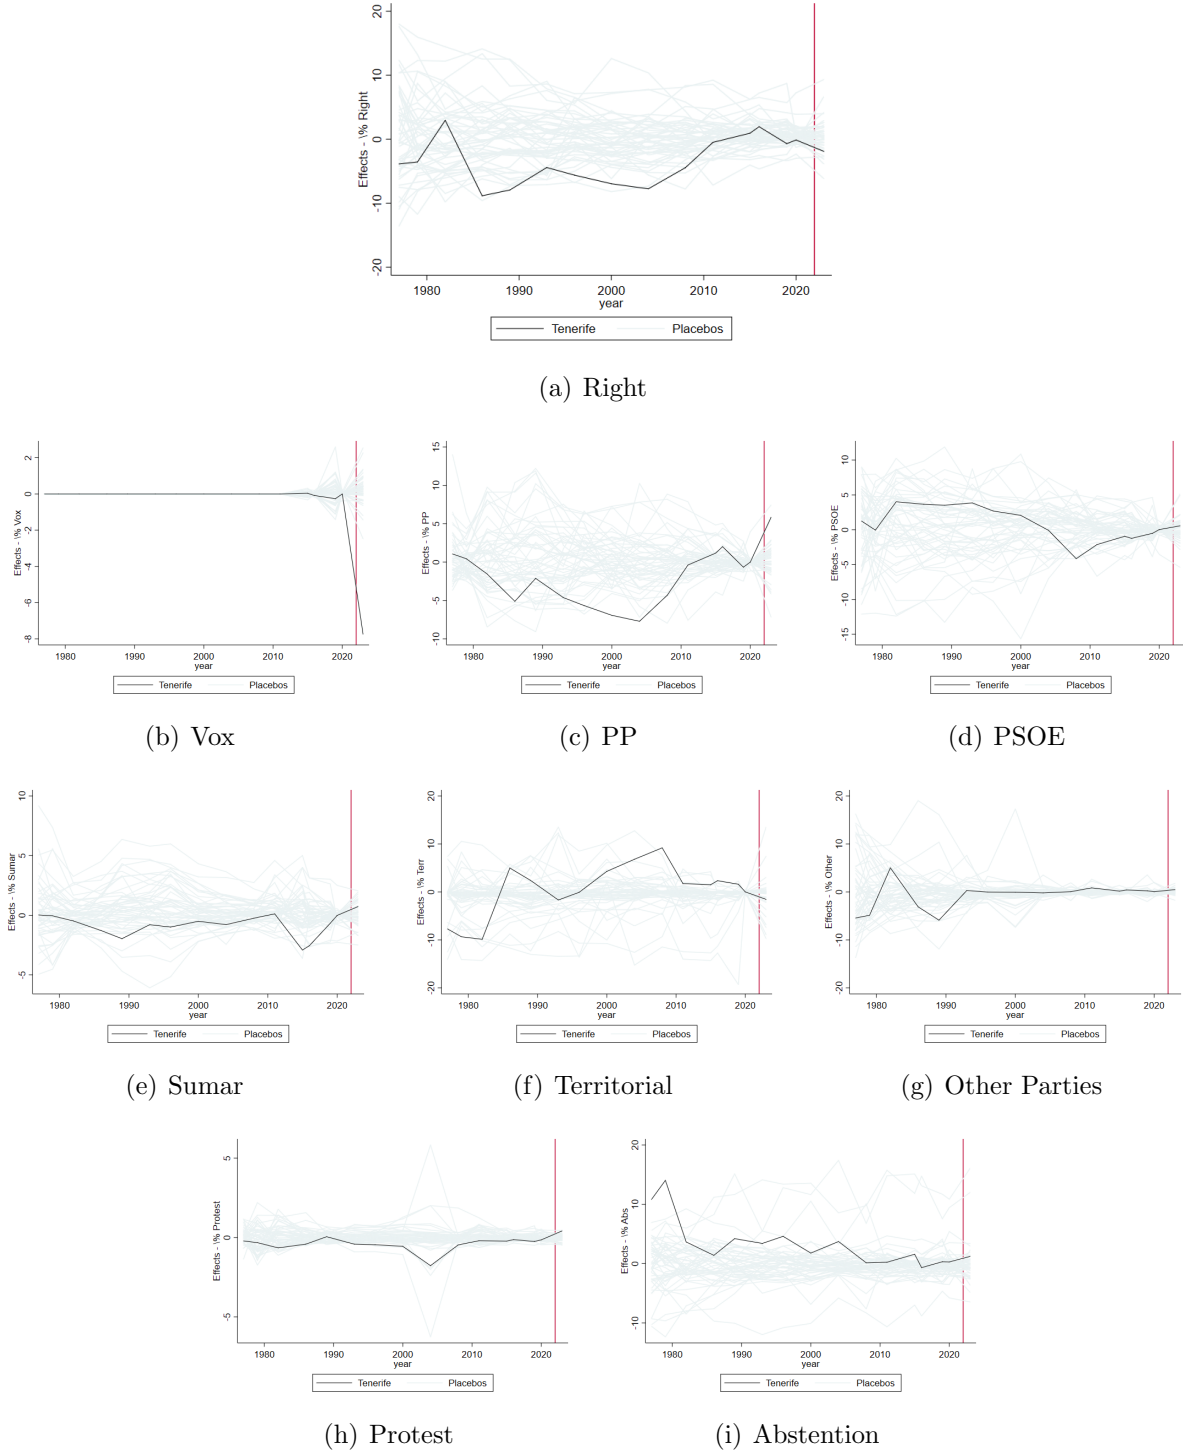 Effects - \% Right
20
10
0
-10
-20
1980 1990 2000 2010 2020
year
Tenerife Placebos
(a) Right
Effects - \% Vox
2
0
-2
-4
-6
-8
1980 1990 2000 2010 2020
year
Tenerife Placebos
(b) Vox
Effects - \% PP
15
10
5
0
-5
-10
1980 1990 2000 2010 2020
year
Tenerife Placebos
(c) PP
Effects - \% PSOE
10
5
0
-5
-10
-15
1980 1990 2000 2010 2020
year
Tenerife Placebos
(d) PSOE
Effects - \% Sumar
10
5
0
-5
1980 1990 2000 2010 2020
year
Tenerife Placebos
(e) Sumar
Effects - \% Terr
20
10
0
-10
-20
1980 1990 2000 2010 2020
year
Tenerife Placebos
(f) Territorial
Effects - \% Other
20
10
0
-10
-20
1980 1990 2000 2010 2020
year
Tenerife Placebos
(g) Other Parties
Effects - \% Protest
5
0
-5
1980 1990 2000 2010 2020
year
Tenerife Placebos
(h) Protest
Effects - \% Abs
20
10
0
-10
1980 1990 2000 2010 2020
year
Tenerife Placebos
(i) Abstention